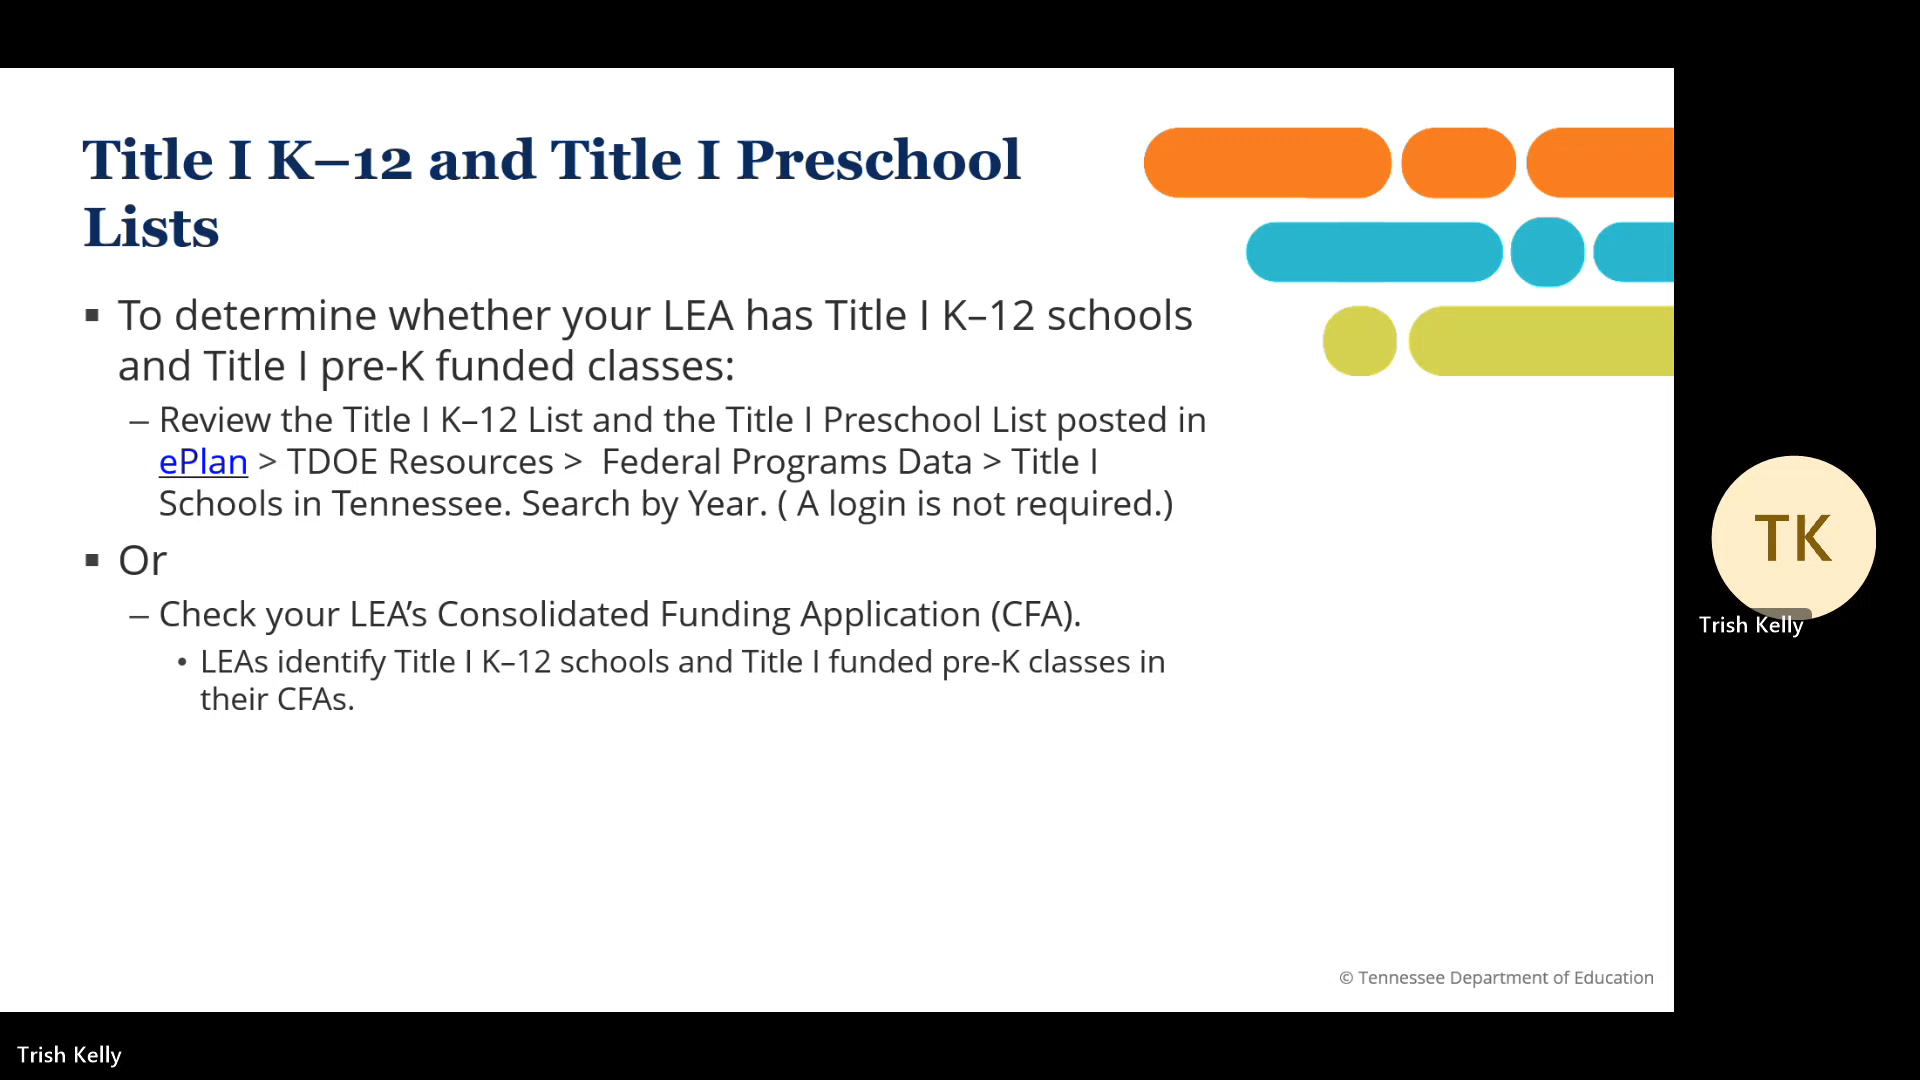 Title I K–12 and Title I Preschool
Lists
▪ To determine whether your LEA has Title I K–12 schools
and Title I pre-K funded classes:
– Review the Title I K–12 List and the Title I Preschool List posted in
ePlan > TDOE Resources > Federal Programs Data > Title I
Schools in Tennessee. Search by Year. ( A login is not required.)
▪ Or
– Check your LEA’s Consolidated Funding Application (CFA).
• LEAs identify Title I K–12 schools and Title I funded pre-K classes in
their CFAs.
© Tennessee Department of Education
TK
Trish Kelly
Trish Kelly